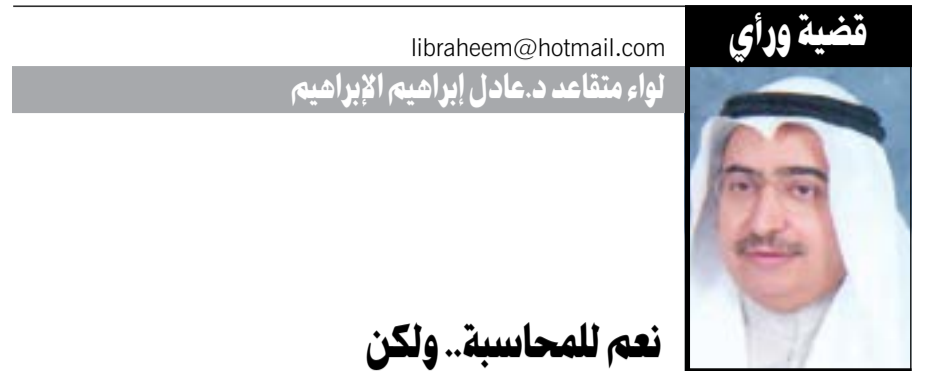 قضية ورأي
libraheem@hotmail.com
لواء متقاعد د.عادل إبراهيم الإبراهيم
نعم للمحاسبة.. ولكن